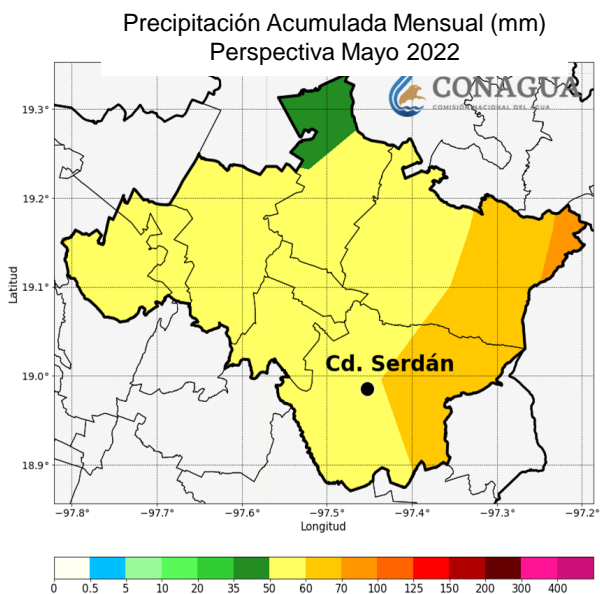 Precipitación Acumulada Mensual (mm)
Perspectiva Mayo 2022
CONAGUA
COMISIÓN NACIONAL DEL AGUA
19.3°
19.2°
19.1°
19.0°
18.9°
Latitud
Cd. Serdán
−97.8° −97.7° −97.6° −97.5° −97.4° −97.3° −97.2°
Longitud
0 0.5 5 10 20 35 50 60 70 100 125 150 200 300 400